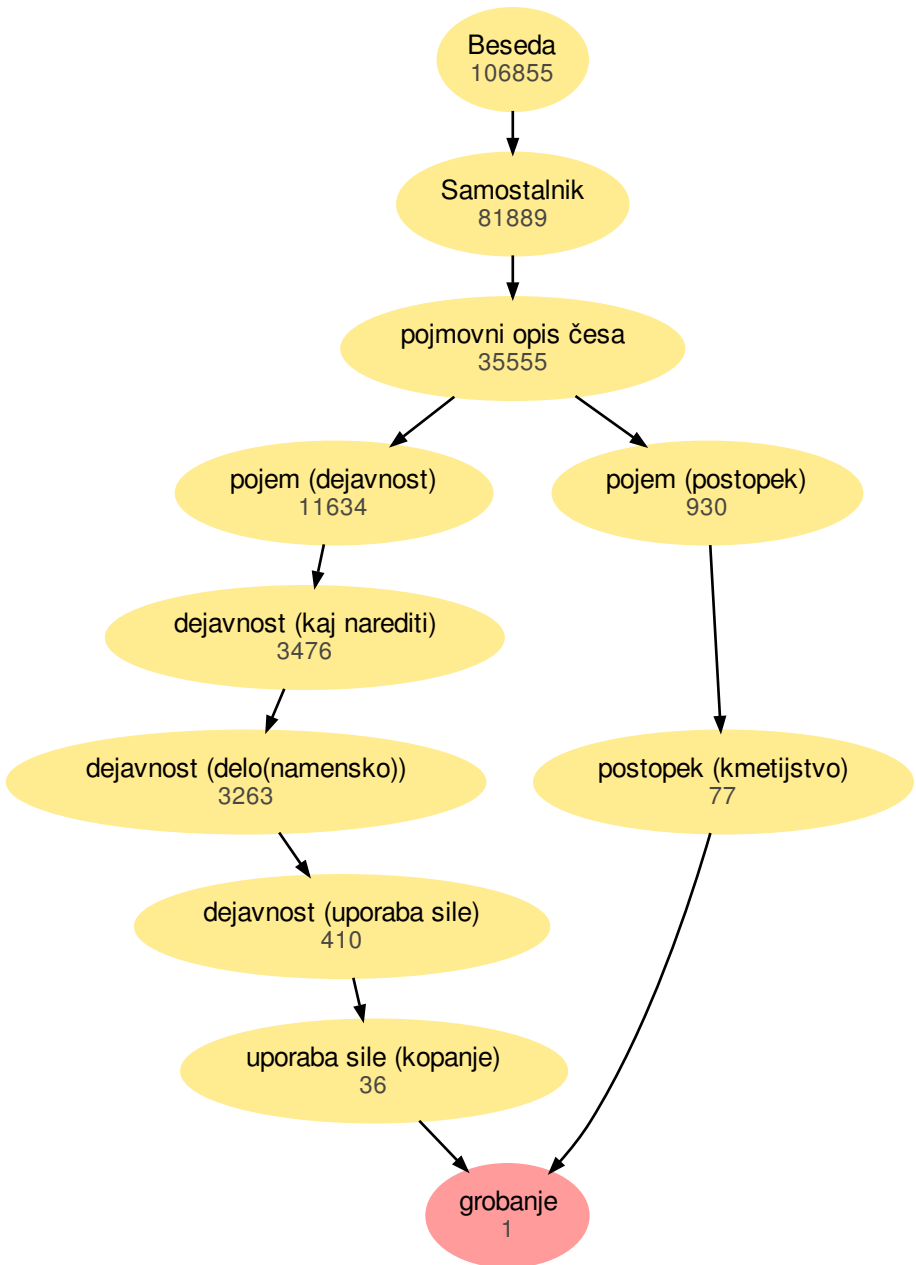 Beseda
106855
Samostalnik
81889
pojmovni opis česa
35555
pojem (dejavnost)
11634
pojem (postopek)
930
dejavnost (kaj narediti)
3476
dejavnost (delo(namensko))
3263
postopek (kmetijstvo)
77
dejavnost (uporaba sile)
410
uporaba sile (kopanje)
36
grobanje
1